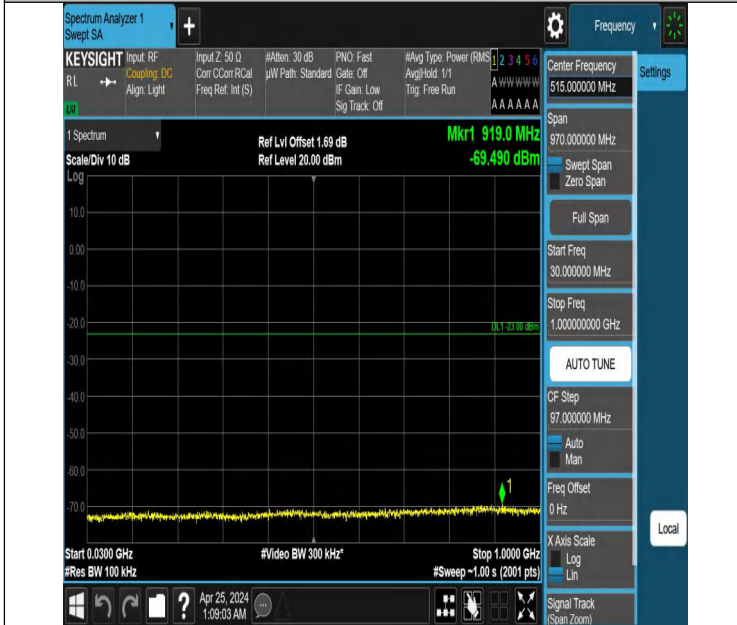 Spectrum Analyzer 1
Swept SA
+
Frequency
KEYSIGHT
RL
Input: RF
Coupling: DC
Align: Light
Input Z: 50 Ω
Corr CCorr RCal
Freq Ref: Int (S)
#Atten: 30 dB
µW Path: Standard
PNO: Fast
Gate: Off
IF Gain: Low
Sig Track: Off
#Avg Type: Power (RMS
Avg|Hold: 1/1
Trig: Free Run
1 2 3 4 5 6
A W W W W W
A A A A A A
1 Spectrum
Scale/Div 10 dB
Log
Ref Lvl Offset 1.69 dB
Ref Level 20.00 dBm
Mkr1 919.0 MHz
-69.490 dBm
10.0
0.00
-10.0
-20.0
DL1 -23.00 dBm
-30.0
-40.0
-50.0
-60.0
-70.0
1
Start 0.0300 GHz
#Res BW 100 kHz
#Video BW 300 kHz*
Stop 1.0000 GHz
#Sweep ~1.00 s (2001 pts)
Center Frequency
515.000000 MHz
Settings
Span
970.000000 MHz
Swept Span
Zero Span
Full Span
Start Freq
30.000000 MHz
Stop Freq
1.000000000 GHz
AUTO TUNE
CF Step
97.000000 MHz
Auto
Man
Freq Offset
0 Hz
X Axis Scale
Log
Lin
Local
Signal Track
(Span Zoom)
?
Apr 25, 2024
1:09:03 AM